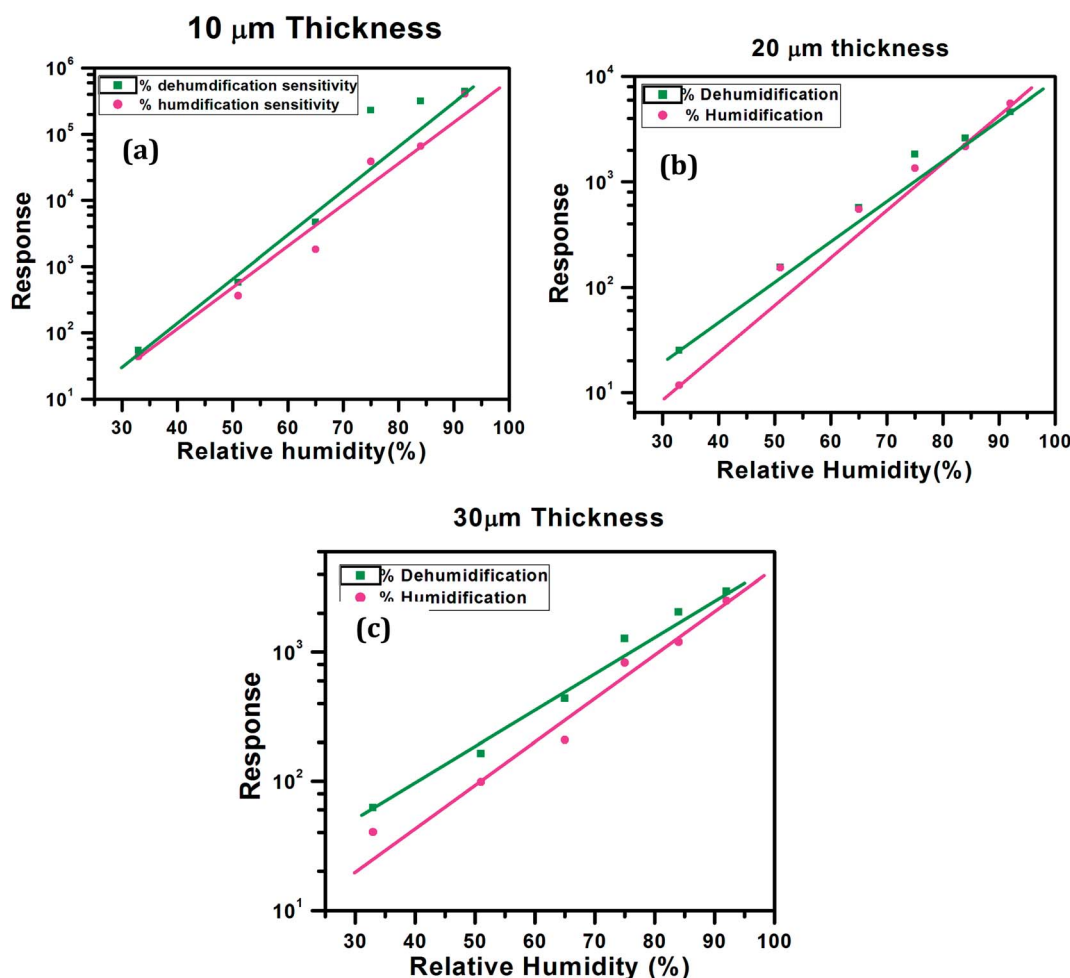 10 μm Thickness
% dehumdification sensitivity
% humdification sensitivity
(a)
Response
10^6
10^5
10^4
10^3
10^2
10^1
30 40 50 60 70 80 90 100
Relative humidity(%)
20 μm thickness
% Dehumidification
% Humidification
(b)
Response
10^4
10^3
10^2
10^1
30 40 50 60 70 80 90 100
Relative Humidity(%)
30μm Thickness
% Dehumidification
% Humidification
(c)
Response
10^3
10^2
10^1
30 40 50 60 70 80 90 100
Relative Humidity (%)